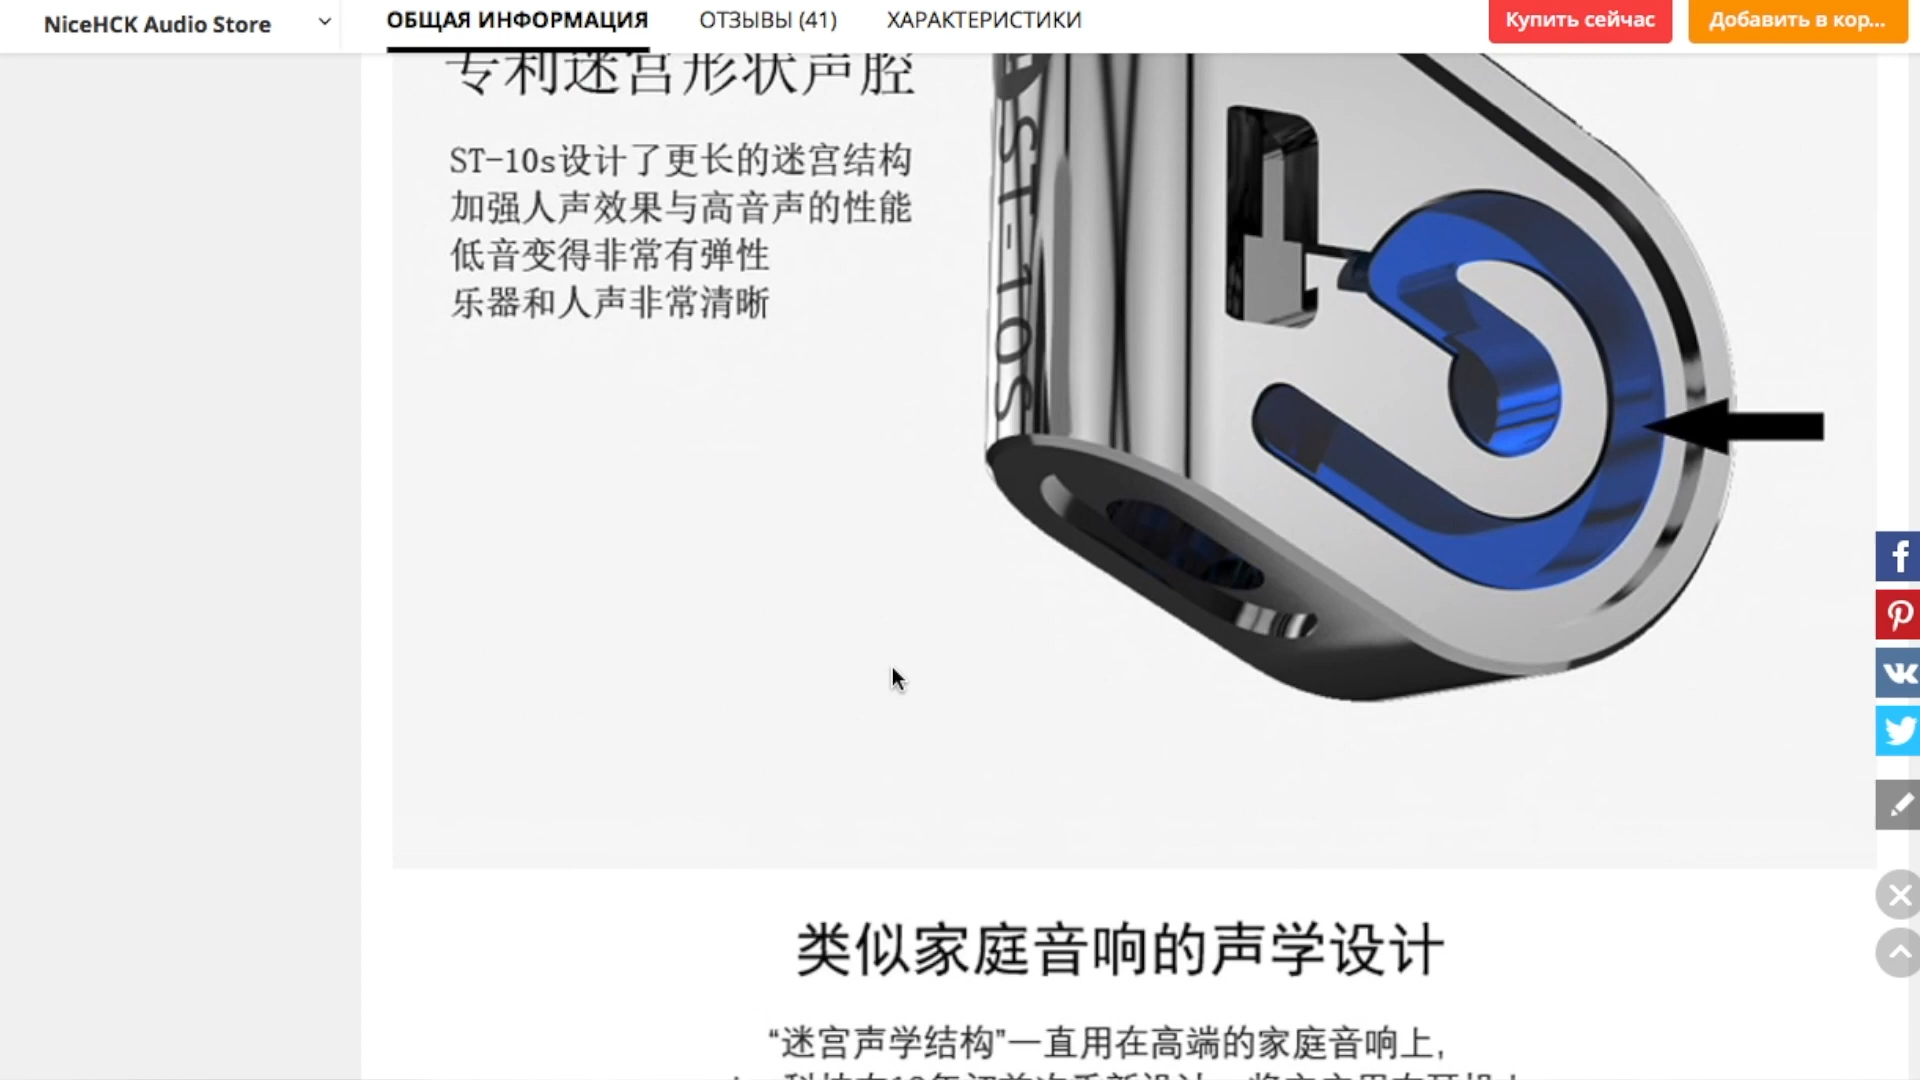 NiceHCK Audio Store
ОБЩАЯ ИНФОРМАЦИЯ
ОТЗЫВЫ (41)
ХАРАКТЕРИСТИКИ
Купить сейчас
Добавить в кор...
专利迷宫形状声腔
ST-10s设计了更长的迷宫结构
加强人声效果与高音声的性能
低音变得非常有弹性
乐器和人声非常清晰
ST-10S
类似家庭音响的声学设计
“迷宫声学结构”一直用在高端的家庭音响上,